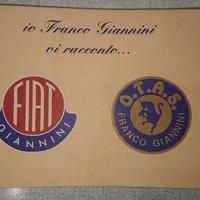 io Franco Giannini
vi racconto...
FIAT
GIANNINI
O.T.A.S.
FRANCO GIANNINI